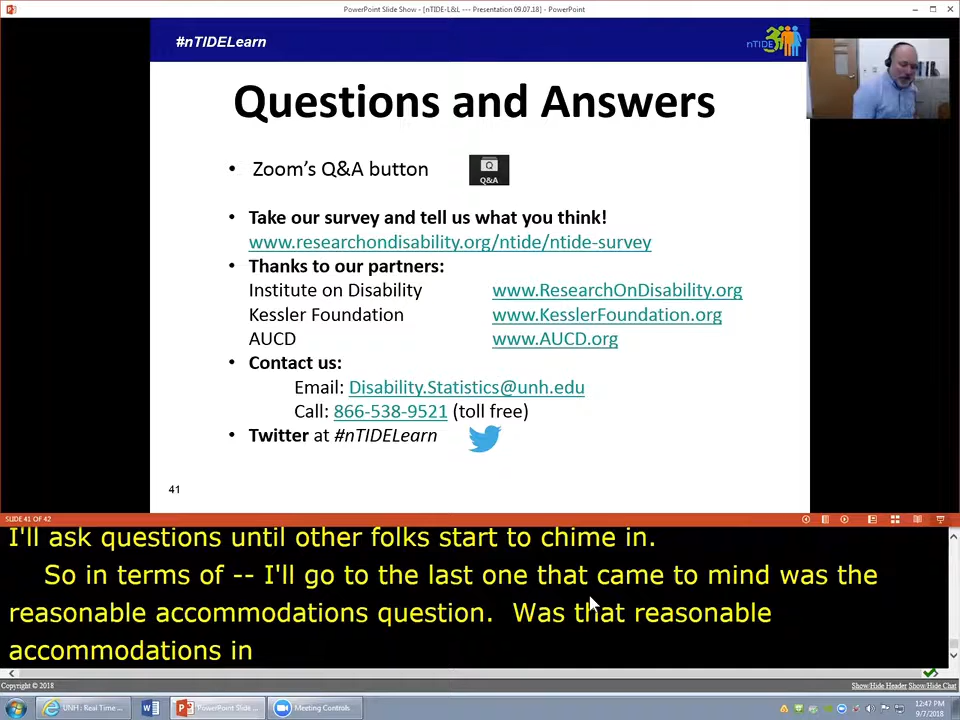 PowerPoint Slide Show - [nTIDE-L&L --- Presentation 09.07.18] - PowerPoint
#nTIDELearn
nTIDE
Questions and Answers
• Zoom's Q&A button
Q
Q&A
• Take our survey and tell us what you think!
www.researchondisability.org/ntide/ntide-survey
• Thanks to our partners:
Institute on Disability www.ResearchOnDisability.org
Kessler Foundation www.KesslerFoundation.org
AUCD www.AUCD.org
• Contact us:
Email: Disability.Statistics@unh.edu
Call: 866-538-9521 (toll free)
• Twitter at #nTIDELearn
41
SLIDE 41 OF 42
I'll ask questions until other folks start to chime in.
So in terms of -- I'll go to the last one that came to mind was the
reasonable accommodations question. Was that reasonable
accommodations in
Copyright © 2018 Show/Hide Header Show/Hide Chat
UNH : Real Time ... PowerPoint Slide ... Meeting Controls
12:47 PM
9/7/2018